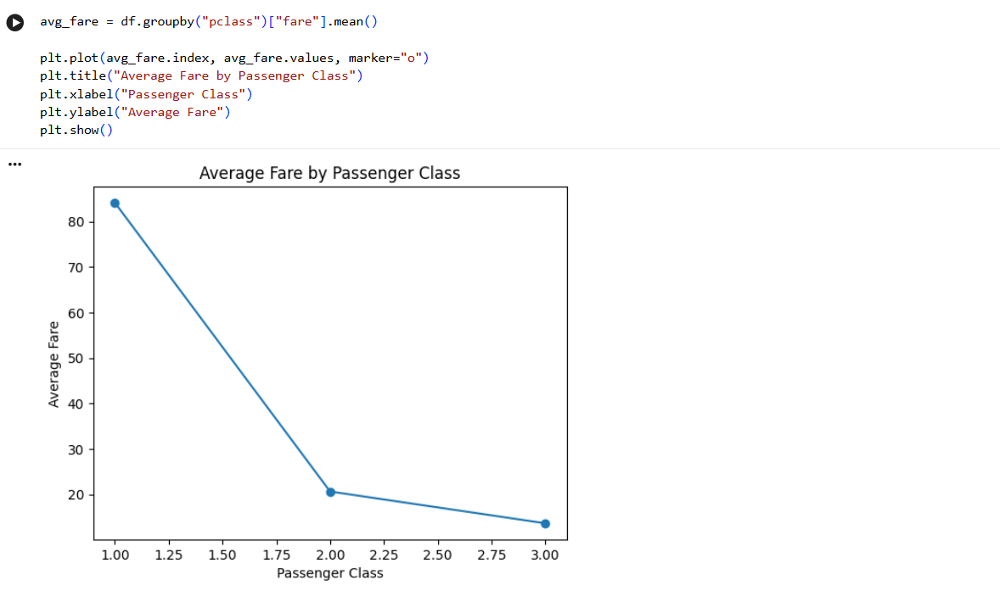 avg_fare = df.groupby("pclass")["fare"].mean()
plt.plot(avg_fare.index, avg_fare.values, marker="o")
plt.title("Average Fare by Passenger Class")
plt.xlabel("Passenger Class")
plt.ylabel("Average Fare")
plt.show()
Average Fare by Passenger Class
Average Fare
80
70
60
50
40
30
20
1.00 1.25 1.50 1.75 2.00 2.25 2.50 2.75 3.00
Passenger Class